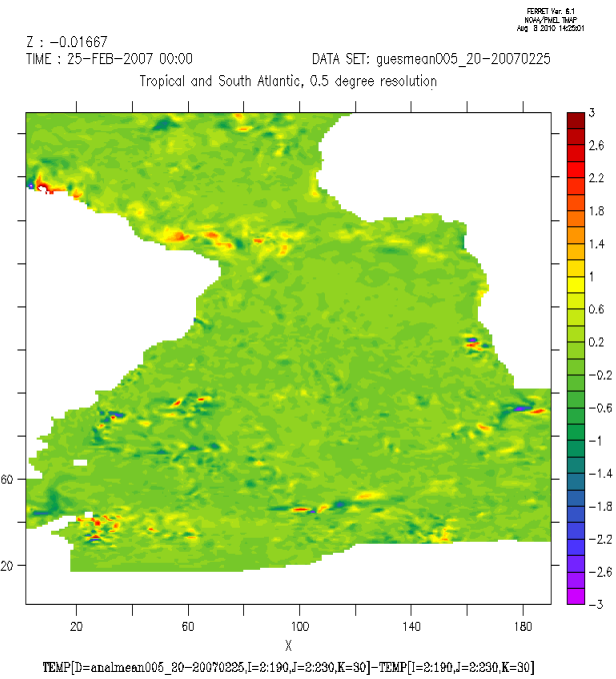 FERRET Ver. 6.1
NOAA/PMEL TMAP
Aug 3 2010 14:25:01
Z : -0.01667
TIME : 25-FEB-2007 00:00
DATA SET: guesmean005_20-20070225
Tropical and South Atlantic, 0.5 degree resolution
3
2.6
2.2
1.8
1.4
1
0.6
0.2
-0.2
-0.6
-1
-1.4
-1.8
-2.2
-2.6
-3
60
20
20 60 100 140 180
X
TEMP[D=analmean005_20-20070225,I=2:190,J=2:230,K=30]-TEMP[I=2:190,J=2:230,K=30]